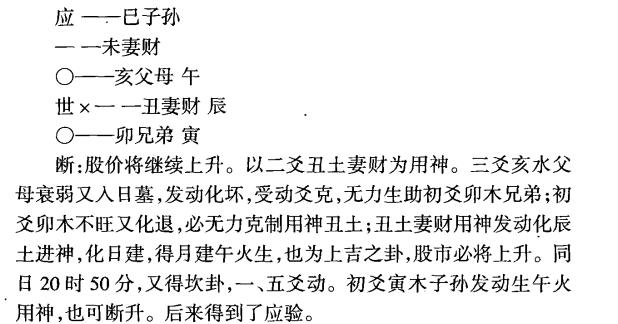 应 ——巳子孙
— —未妻财
○——亥父母 午
世×— —丑妻财 辰
○——卯兄弟 寅
断:股价将继续上升。以二爻丑土妻财为用神。三爻亥水父
母衰弱又入日墓,发动化坏,受动爻克,无力生助初爻卯木兄弟;初
爻卯木不旺又化退,必无力克制用神丑土;丑土妻财用神发动化辰
土进神,化日建,得月建午火生,也为上吉之卦,股市必将上升。同
日20时50分,又得坎卦,一、五爻动。初爻寅木子孙发动生午火
用神,也可断升。后来得到了应验。